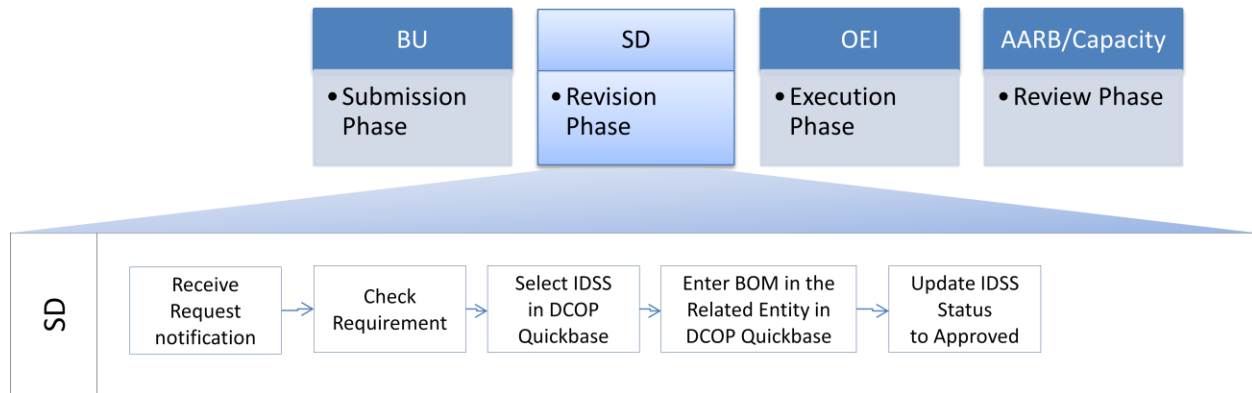 BU
• Submission
Phase
SD
• Revision
Phase
OEI
• Execution
Phase
AARB/Capacity
• Review Phase
SD
Receive
Request
notification
Check
Requirement
Select IDSS
in DCOP
Quickbase
Enter BOM in the
Related Entity in
DCOP Quickbase
Update IDSS
Status
to Approved